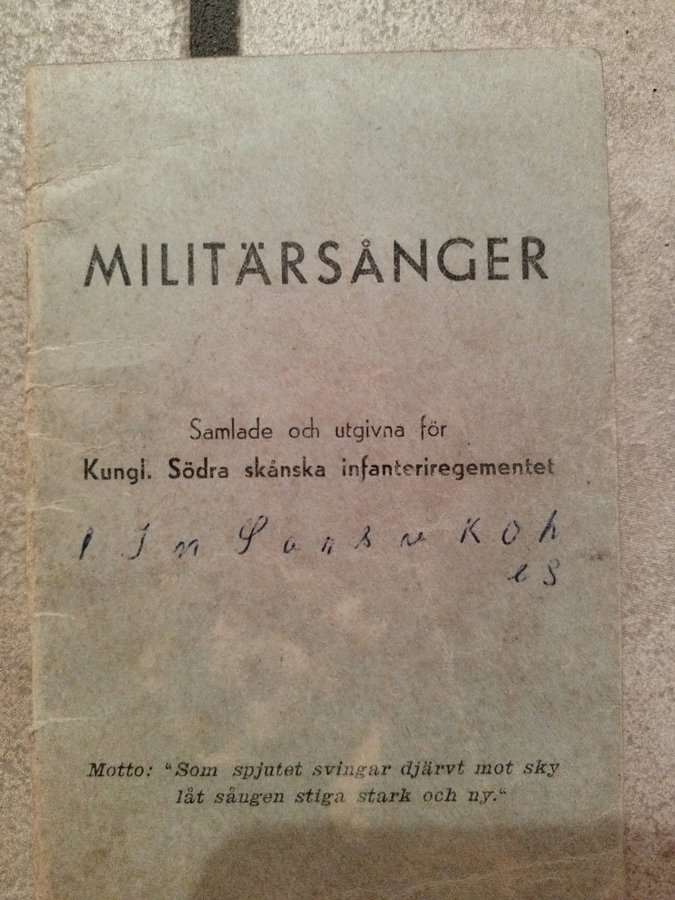 MILITÄRSÅNGER
Samlade och utgivna för
Kungl. Södra skånska infanteriregementet
Motto: "Som spjutet svingar djärvt mot sky
låt sången stiga stark och ny."